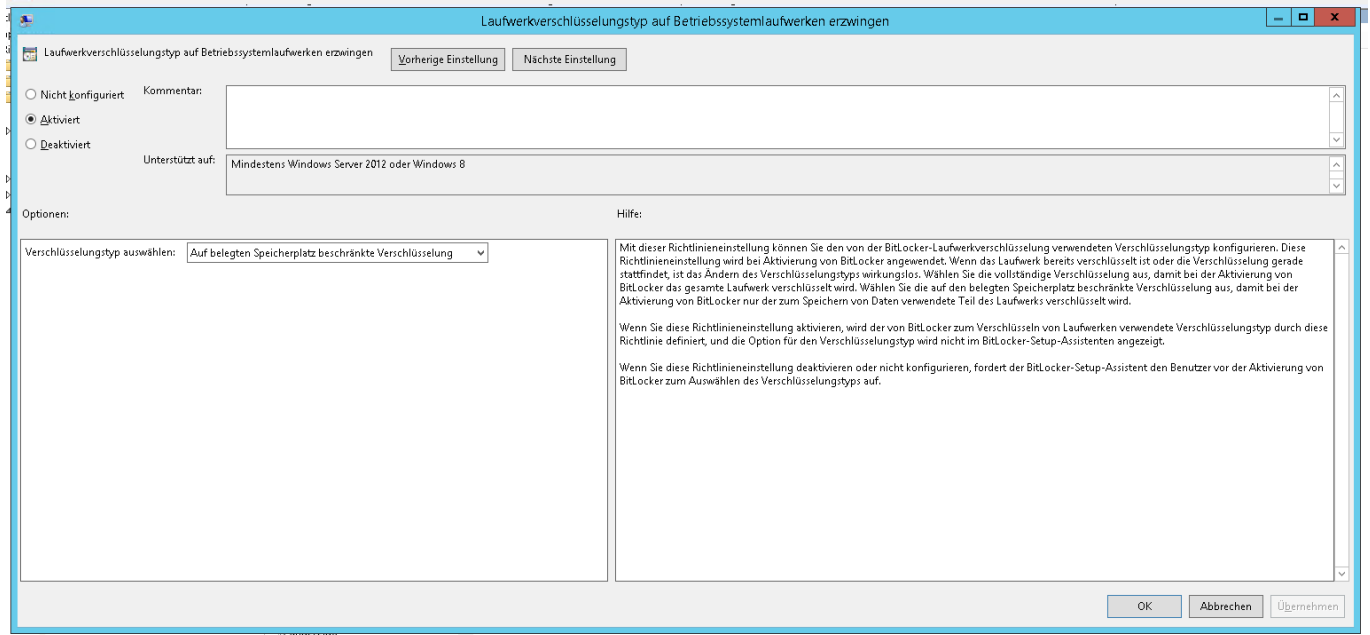 Laufwerkverschlüsselungstyp auf Betriebssystemlaufwerken erzwingen
Laufwerkverschlüsselungstyp auf Betriebssystemlaufwerken erzwingen
Vorherige Einstellung
Nächste Einstellung
Nicht konfiguriert
Aktiviert
Deaktiviert
Kommentar:
Unterstützt auf:
Mindestens Windows Server 2012 oder Windows 8
Optionen:
Hilfe:
Verschlüsselungstyp auswählen:
Auf belegten Speicherplatz beschränkte Verschlüsselung
Mit dieser Richtlinieneinstellung können Sie den von der BitLocker-Laufwerkverschlüsselung verwendeten Verschlüsselungstyp konfigurieren. Diese
Richtlinieneinstellung wird bei Aktivierung von BitLocker angewendet. Wenn das Laufwerk bereits verschlüsselt ist oder die Verschlüsselung gerade
stattfindet, ist das Ändern des Verschlüsselungstyps wirkungslos. Wählen Sie die vollständige Verschlüsselung aus, damit bei der Aktivierung von
BitLocker das gesamte Laufwerk verschlüsselt wird. Wählen Sie die auf den belegten Speicherplatz beschränkte Verschlüsselung aus, damit bei der
Aktivierung von BitLocker nur der zum Speichern von Daten verwendete Teil des Laufwerks verschlüsselt wird.
Wenn Sie diese Richtlinieneinstellung aktivieren, wird der von BitLocker zum Verschlüsseln von Laufwerken verwendete Verschlüsselungstyp durch diese
Richtlinie definiert, und die Option für den Verschlüsselungstyp wird nicht im BitLocker-Setup-Assistenten angezeigt.
Wenn Sie diese Richtlinieneinstellung deaktivieren oder nicht konfigurieren, fordert der BitLocker-Setup-Assistent den Benutzer vor der Aktivierung von
BitLocker zum Auswählen des Verschlüsselungstyps auf.
OK
Abbrechen
Übernehmen